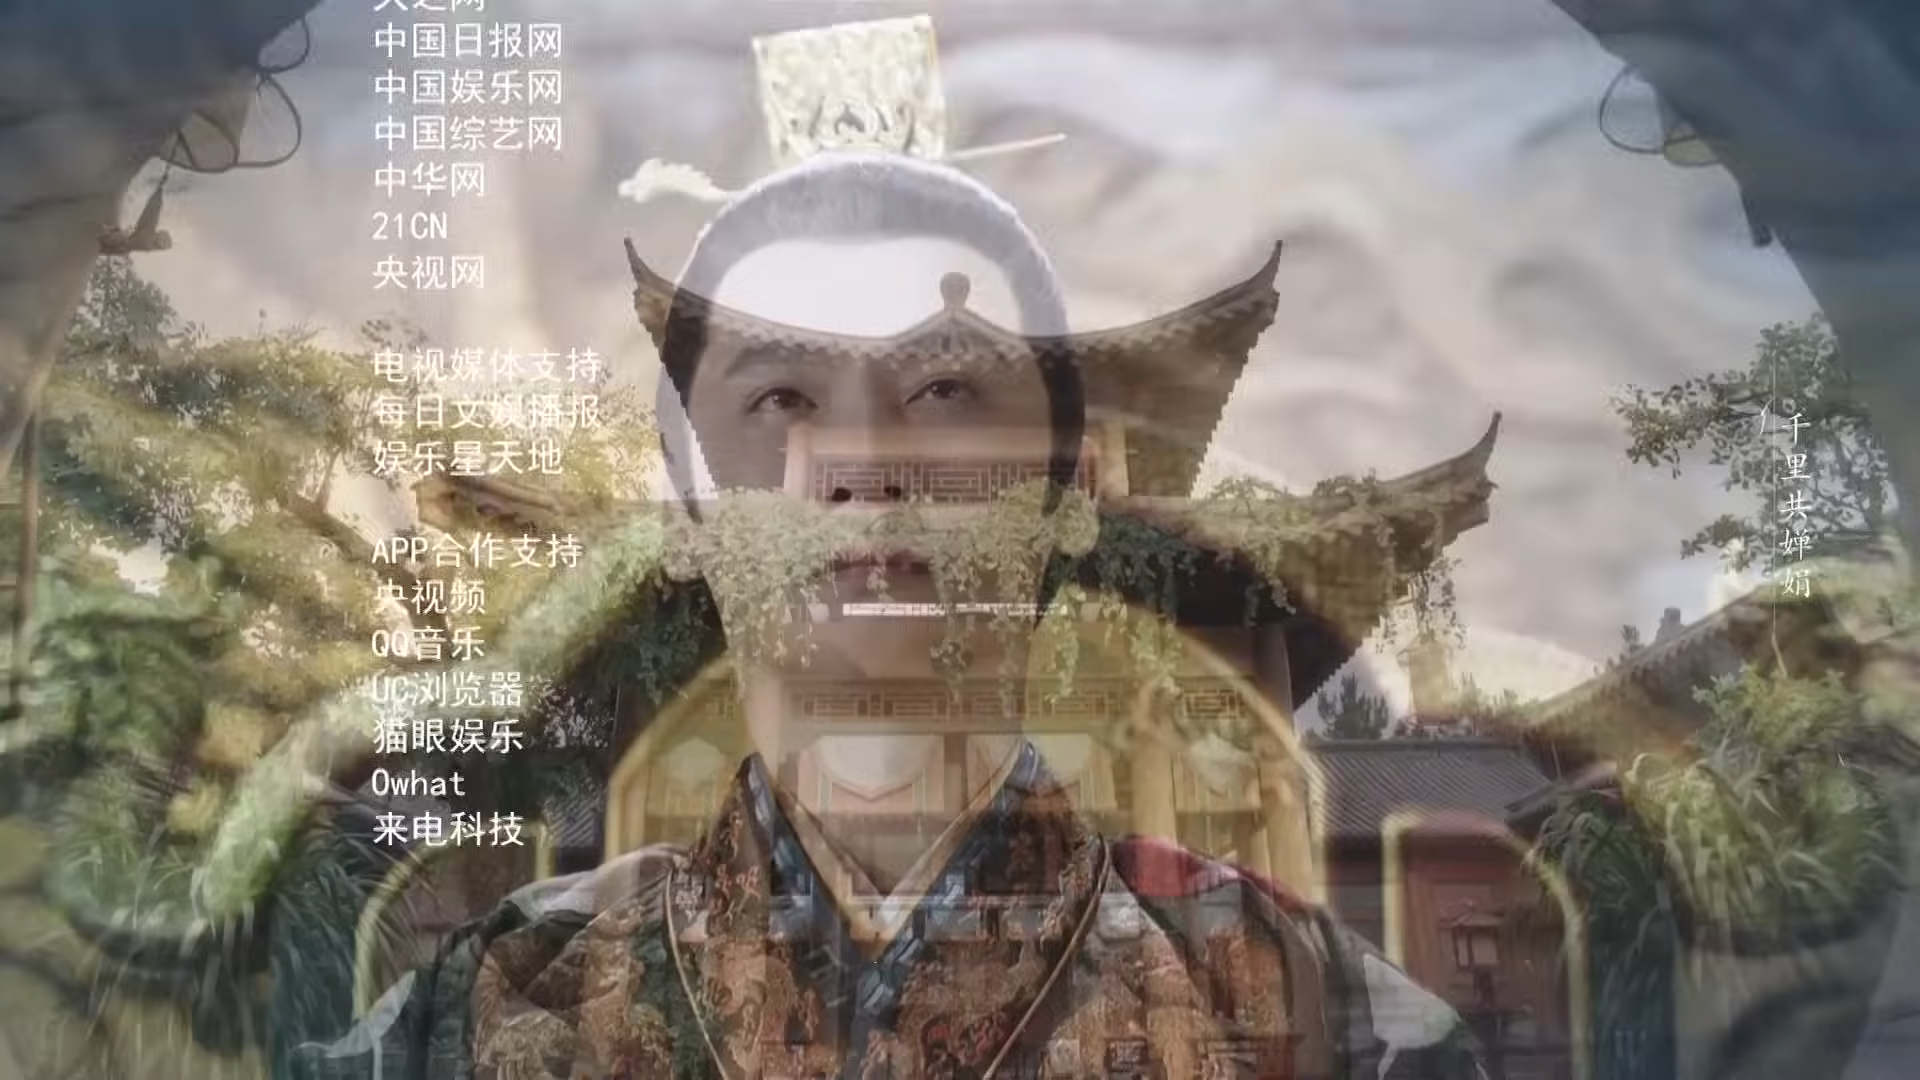 中国日报网
中国娱乐网
中国综艺网
中华网
21CN
央视网
电视媒体支持
每日文娱播报
娱乐星天地
APP合作支持
央视频
QQ音乐
UC浏览器
猫眼娱乐
Owhat
来电科技
千里共婵娟